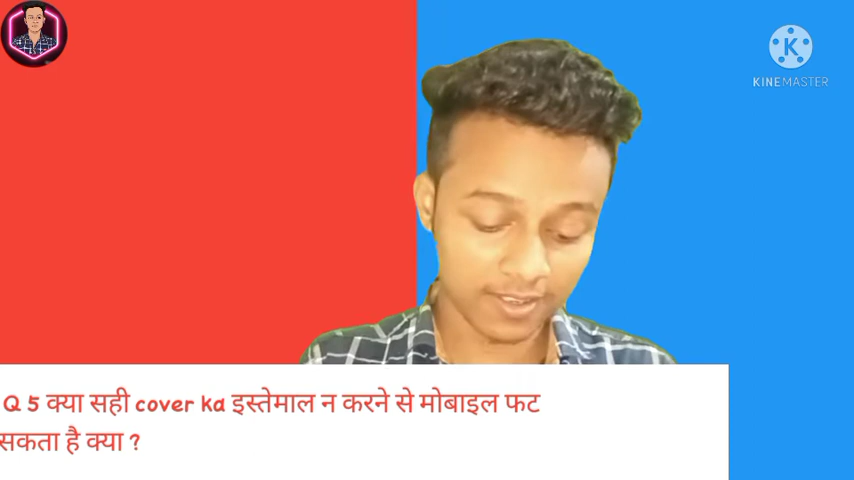 KINEMASTER
Q 5 क्या सही cover ka इस्तेमाल न करने से मोबाइल फट
सकता है क्या ?